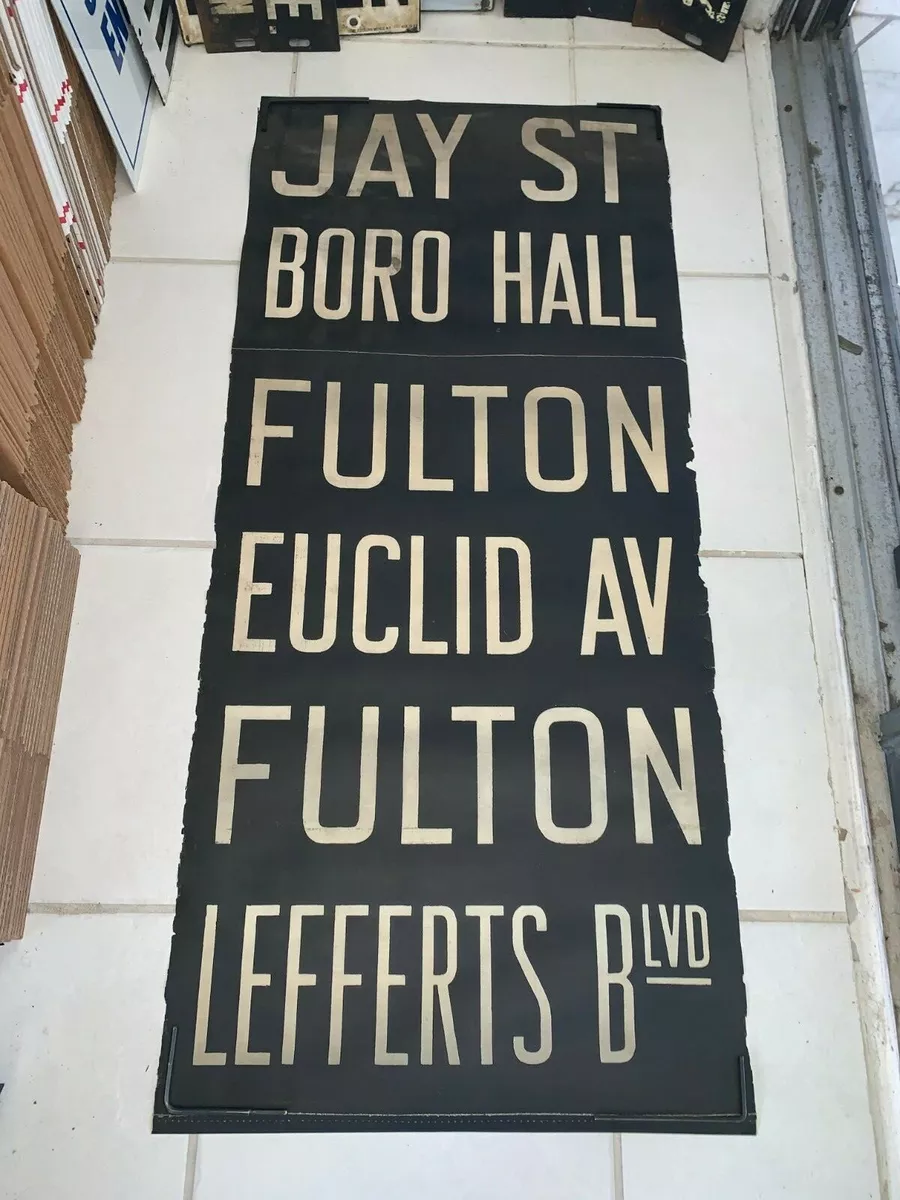 JAY ST
BORO HALL
FULTON
EUCLID AV
FULTON
LEFFERTS BLVD